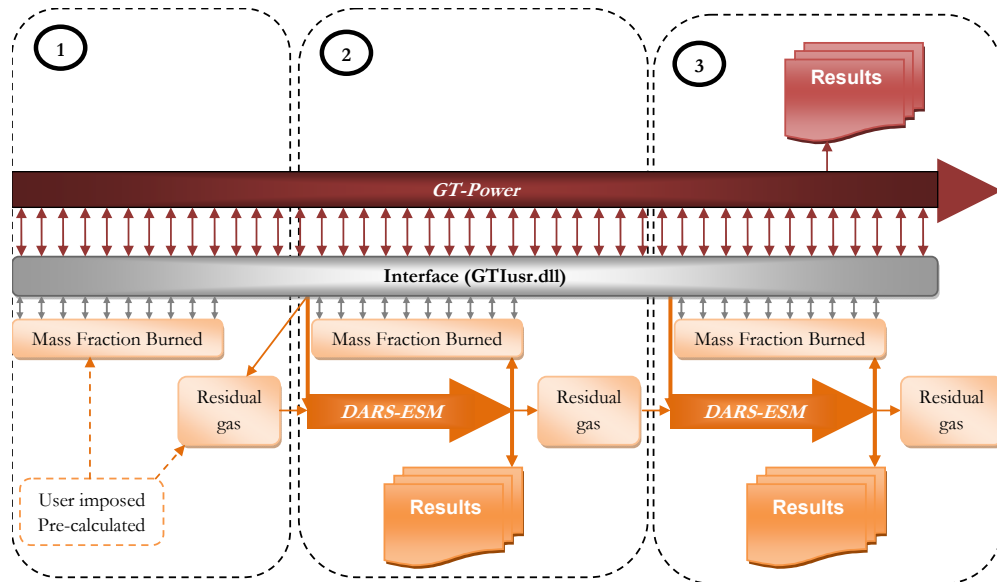 1
2
3
Results
GT-Power
Interface (GTIusr.dll)
Mass Fraction Burned
Mass Fraction Burned
Mass Fraction Burned
Residual
gas
DARS-ESM
Residual
gas
DARS-ESM
Residual
gas
User imposed
Pre-calculated
Results
Results